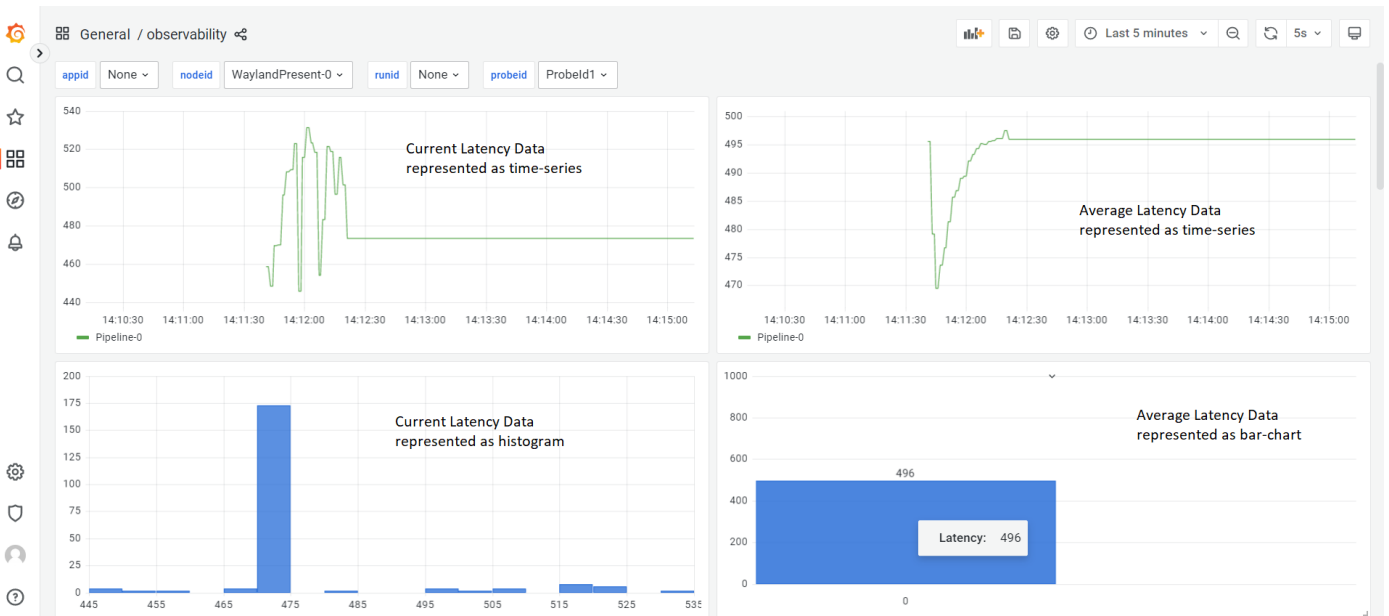 General / observability
Last 5 minutes
5s
appid None nodeid WaylandPresent-0 runid None probeid ProbeId1
540
520
500
480
460
440
14:10:30 14:11:00 14:11:30 14:12:00 14:12:30 14:13:00 14:13:30 14:14:00 14:14:30 14:15:00
Pipeline-0
Current Latency Data
represented as time-series
500
495
490
485
480
475
470
14:10:30 14:11:00 14:11:30 14:12:00 14:12:30 14:13:00 14:13:30 14:14:00 14:14:30 14:15:00
Pipeline-0
Average Latency Data
represented as time-series
200
175
150
125
100
75
50
25
0
445 455 465 475 485 495 505 515 525 535
Current Latency Data
represented as histogram
1000
800
600
400
200
0
496
Latency: 496
0
Average Latency Data
represented as bar-chart